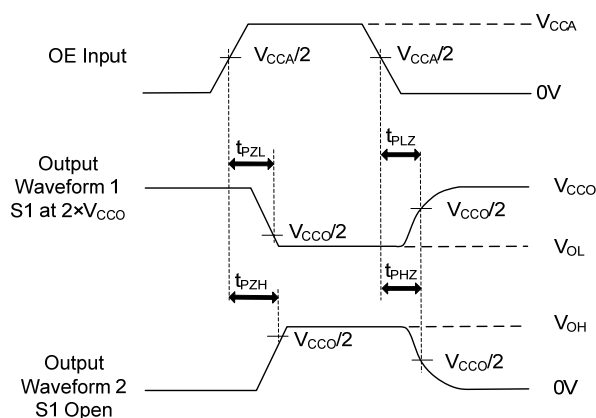 V_CCA
OE Input
V_CCA/2
V_CCA/2
0V
t_PZL
t_PLZ
Output
Waveform 1
S1 at 2×V_CCO
V_CCO
V_CCO/2
V_CCO/2
V_OL
t_PZH
t_PHZ
V_OH
V_CCO/2
V_CCO/2
Output
Waveform 2
S1 Open
0V